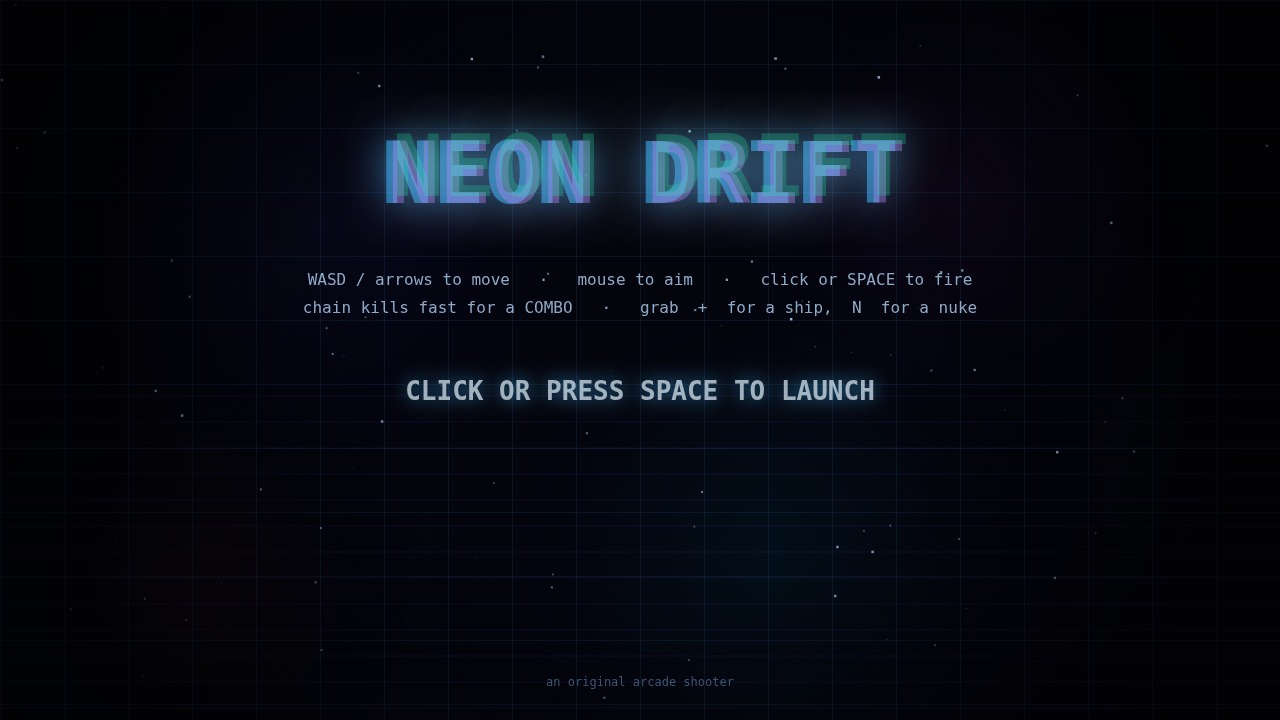 NEON DRIFT
WASD / arrows to move · mouse to aim · click or SPACE to fire
chain kills fast for a COMBO · grab + for a ship, N for a nuke
CLICK OR PRESS SPACE TO LAUNCH
an original arcade shooter